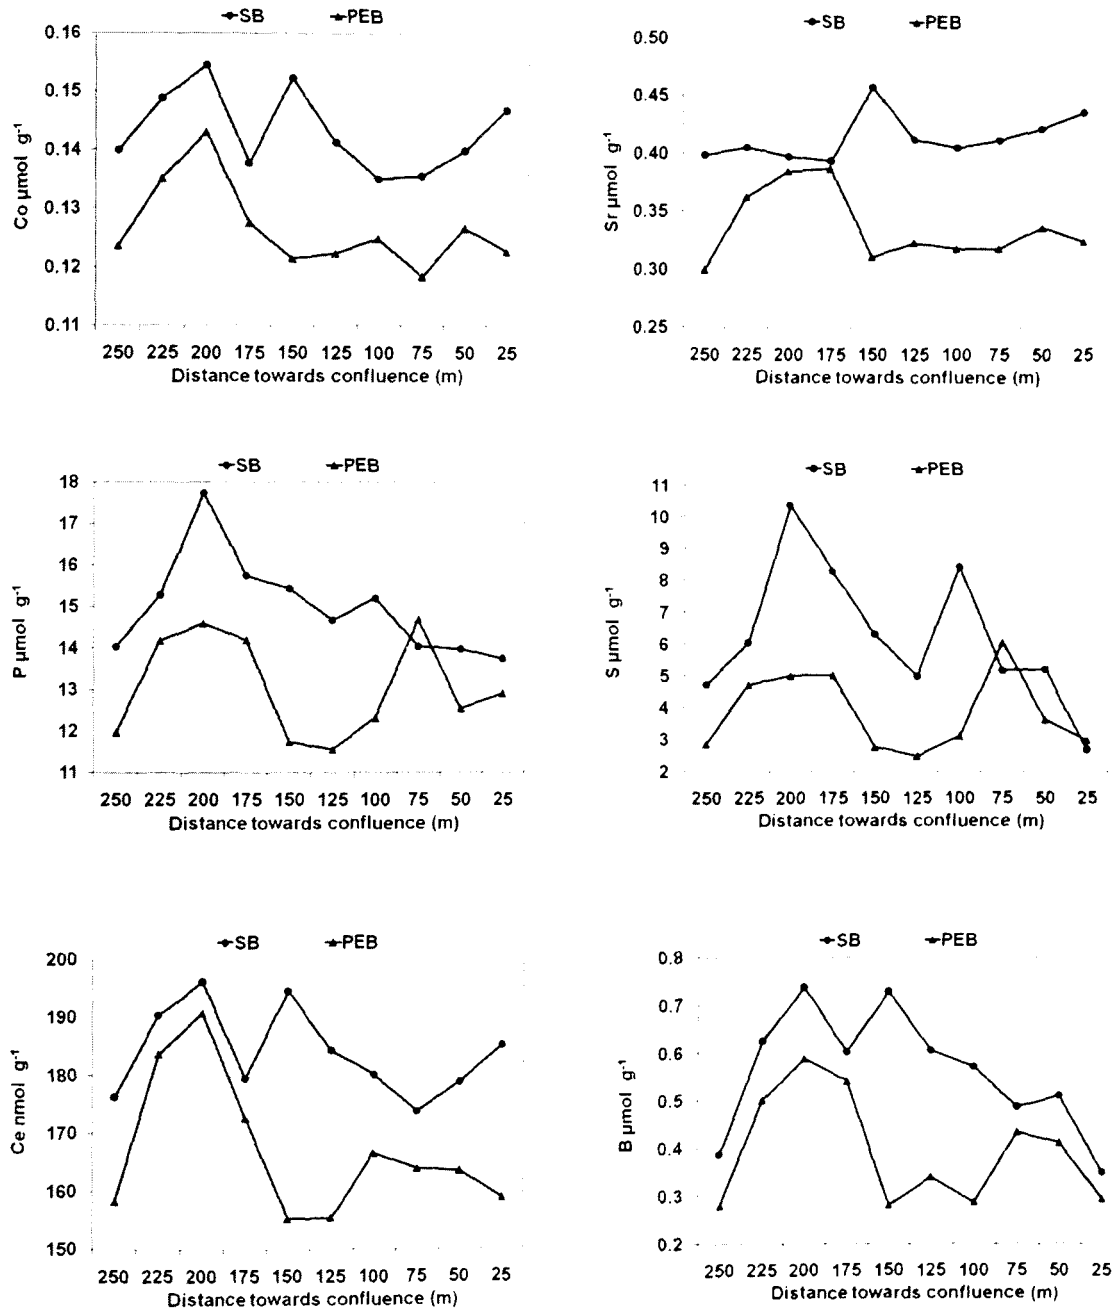 SB PEB
0.16
0.15
0.14
0.13
0.12
0.11
Co µmol g-1
250 225 200 175 150 125 100 75 50 25
Distance towards confluence (m)
SB PEB
0.50
0.45
0.40
0.35
0.30
0.25
Sr µmol g-1
250 225 200 175 150 125 100 75 50 25
Distance towards confluence (m)
SB PEB
18
17
16
15
14
13
12
11
P µmol g-1
250 225 200 175 150 125 100 75 50 25
Distance towards confluence (m)
SB PEB
11
10
9
8
7
6
5
4
3
2
S µmol g-1
250 225 200 175 150 125 100 75 50 25
Distance towards confluence (m)
SB PEB
200
190
180
170
160
150
Ce nmol g-1
250 225 200 175 150 125 100 75 50 25
Distance towards confluence (m)
SB PEB
0.8
0.7
0.6
0.5
0.4
0.3
0.2
B µmol g-1
250 225 200 175 150 125 100 75 50 25
Distance towards confluence (m)